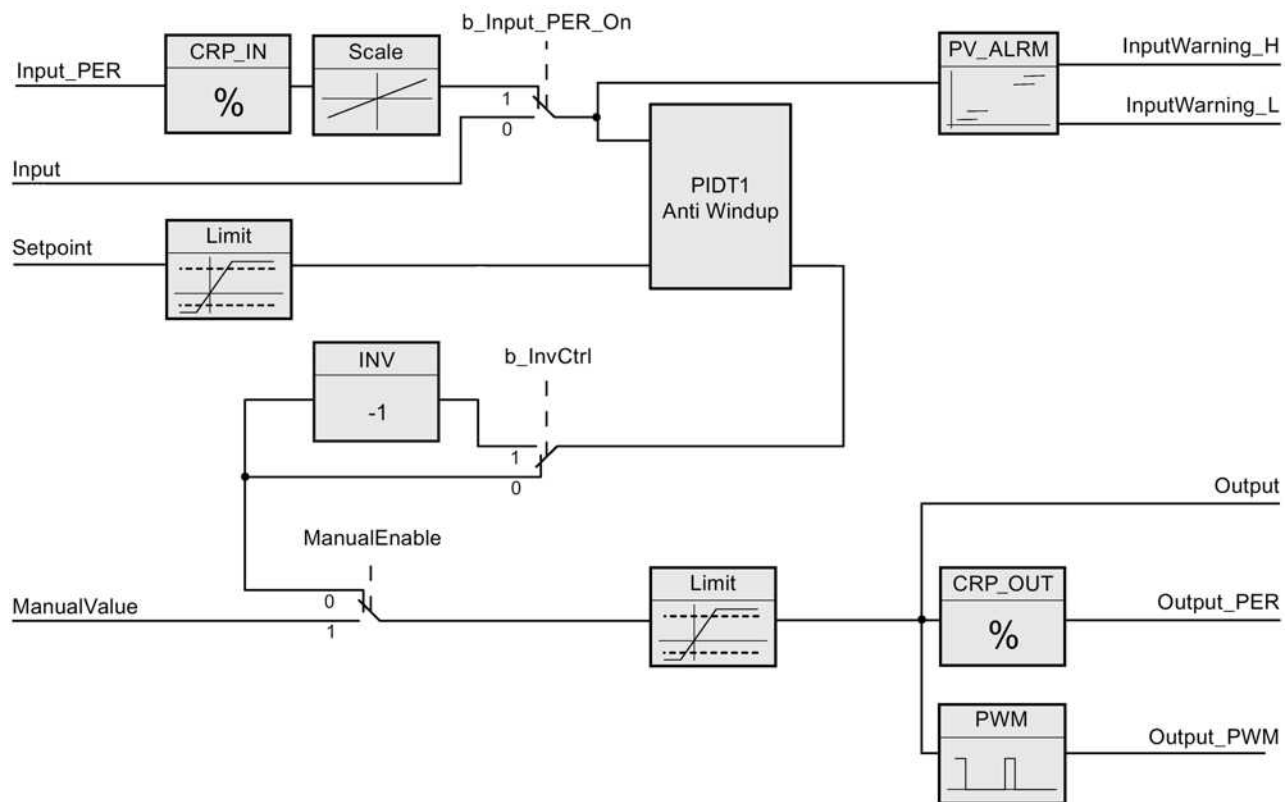 b_Input_PER_On
CRP_IN
Scale
PV_ALRM
InputWarning_H
Input_PER
%
1
0
InputWarning_L
Input
PIDT1
Anti Windup
Setpoint
Limit
INV
-1
b_InvCtrl
1
0
Output
ManualEnable
ManualValue
0
1
Limit
CRP_OUT
%
Output_PER
PWM
Output_PWM